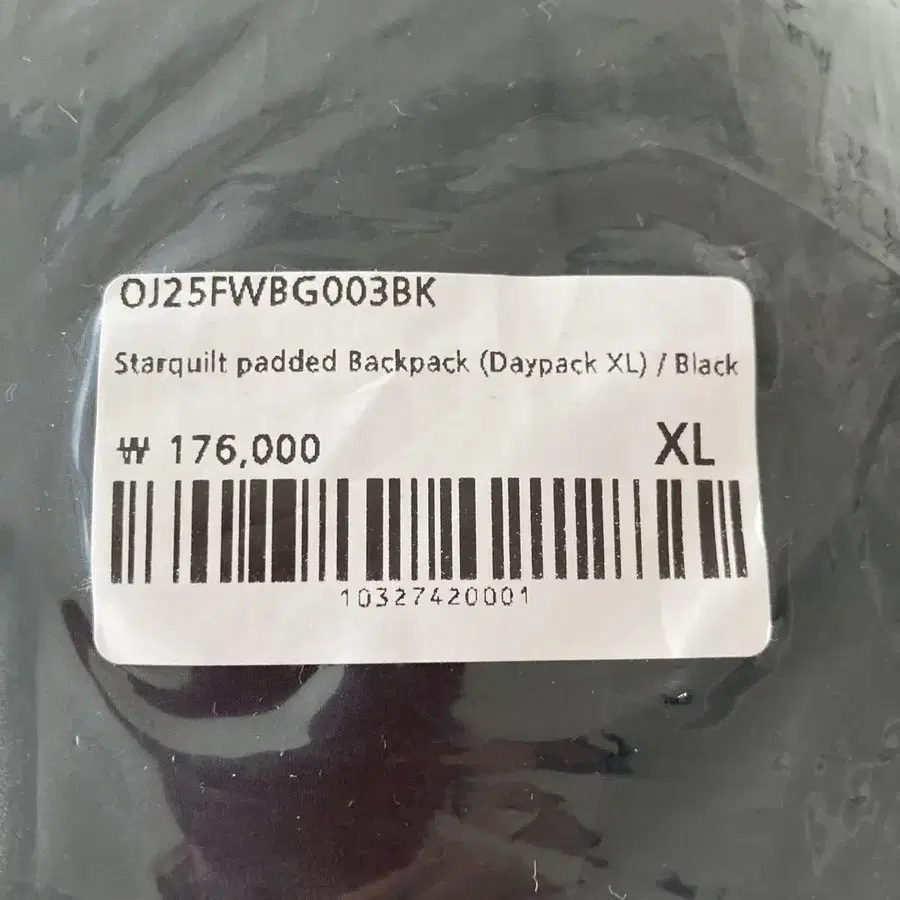 OJ25FWBG003BK
Starquilt padded Backpack (Daypack XL) / Black
₩ 176,000 XL
10327420001